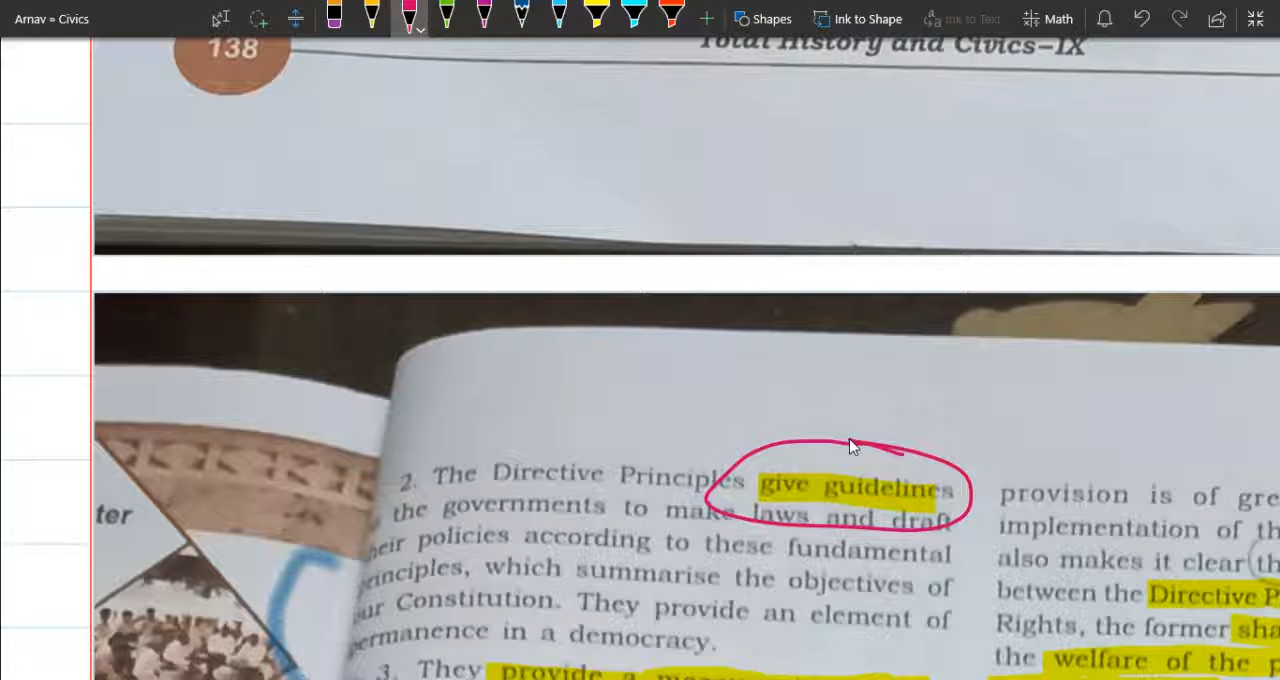 Arnav » Civics
Shapes
Ink to Shape
Ink to Text
Math
138
Total History and Civics–IX
ter
2. The Directive Principles give guidelines
the governments to make laws and draft
heir policies according to these fundamental
rinciples, which summarise the objectives of
ur Constitution. They provide an element of
ermanence in a democracy.
3. They provide a
provision is of gre
implementation of th
also makes it clear (th
between the Directive P
Rights, the former sha
the welfare of the p